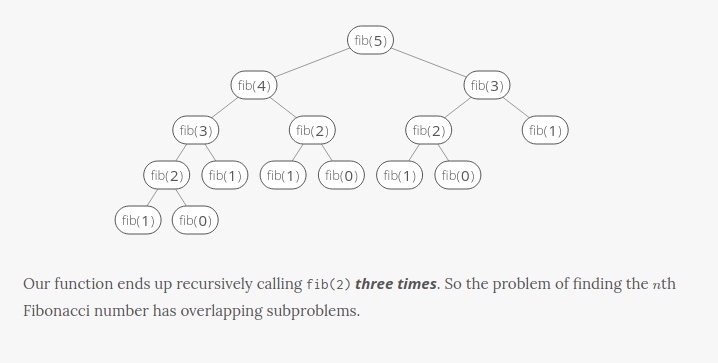 fib(5)
fib(4) fib(3)
fib(3) fib(2) fib(2) fib(1)
fib(2) fib(1) fib(1) fib(0) fib(1) fib(0)
fib(1) fib(0)
Our function ends up recursively calling fib(2) three times. So the problem of finding the nth
Fibonacci number has overlapping subproblems.